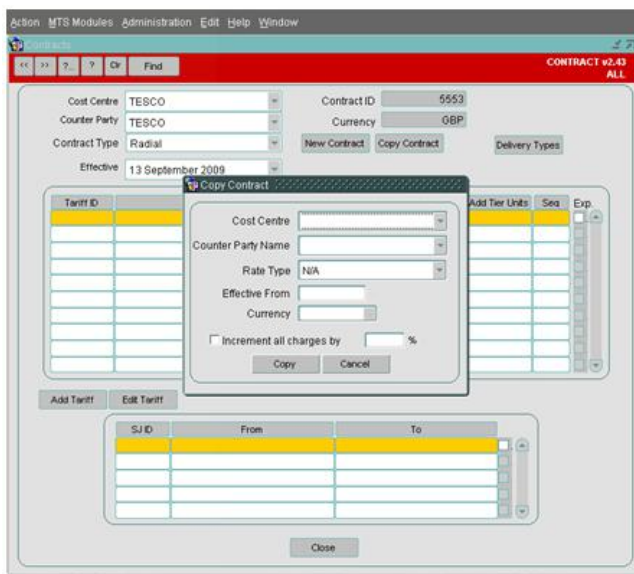 Action MTS Modules Administration Edit Help Window
Contracts
<< >> ?... ? Clr Find
CONTRACT v2.43
ALL
Cost Centre TESCO Contract ID 5553
Counter Party TESCO Currency GBP
Contract Type Radial New Contract Copy Contract Delivery Types
Effective 13 September 2009
Copy Contract
Tariff ID Add Tier Units Seq Exp.
Cost Centre
Counter Party Name
Rate Type N/A
Effective From
Currency
Increment all charges by %
Copy Cancel
Add Tariff Edit Tariff
SJ ID From To
Close